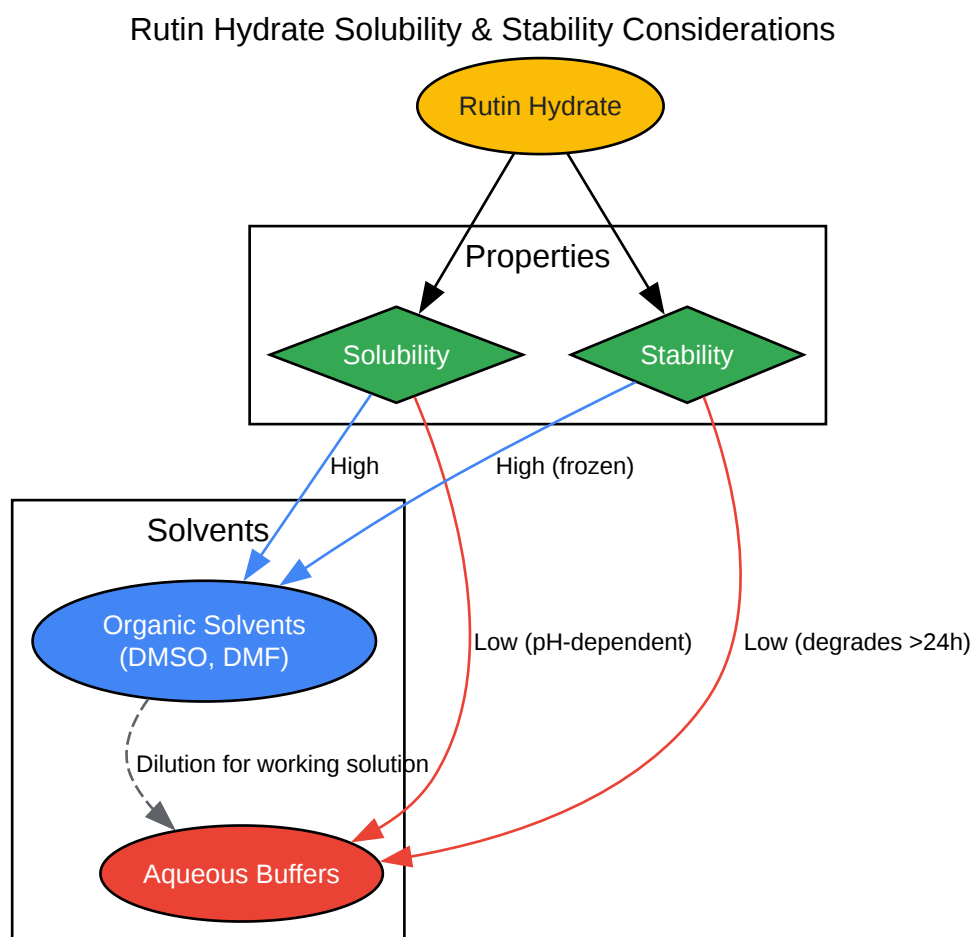 Rutin Hydrate Solubility & Stability Considerations
Rutin Hydrate
Properties
Solubility
Stability
High
High (frozen)
Solvents
Organic Solvents
(DMSO, DMF)
Low (pH-dependent)
Low (degrades >24h)
Dilution for working solution
Aqueous Buffers